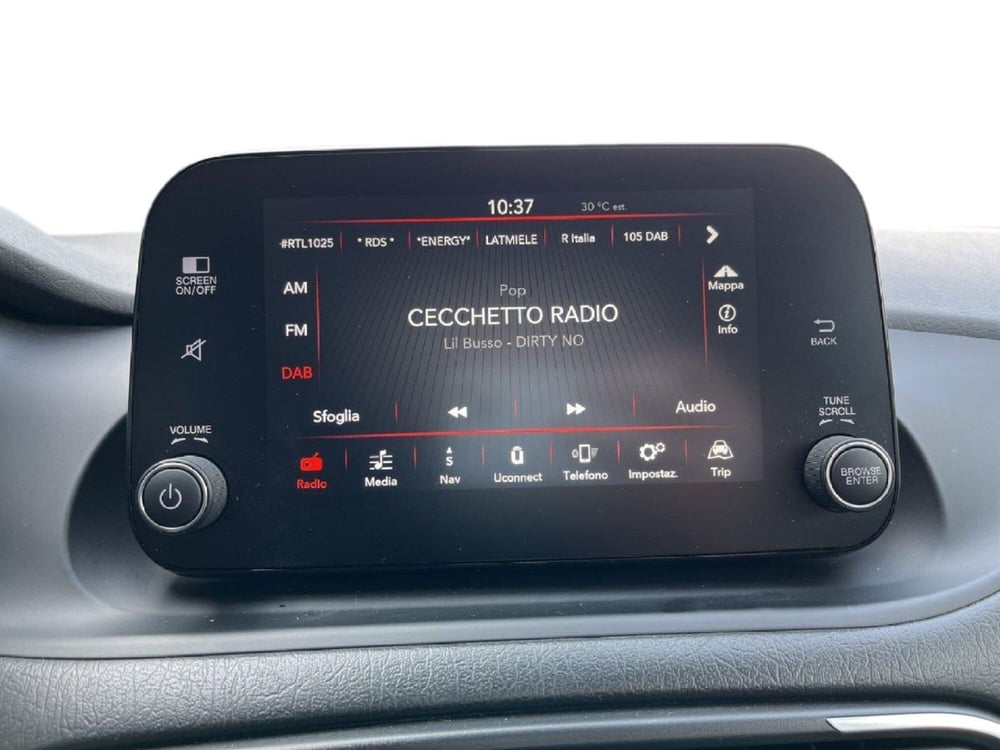 10:37 30 °C est.
#RTL1025 * RDS * *ENERGY* LATMIELE R Italia 105 DAB
SCREEN
ON/OFF
AM
FM
DAB
Pop
CECCHETTO RADIO
Lil Busso - DIRTY NO
Mappa
Info
BACK
Sfoglia Audio
VOLUME
TUNE
SCROLL
Radio Media Nav Uconnect Telefono Impostaz. Trip
S
BROWSE
ENTER